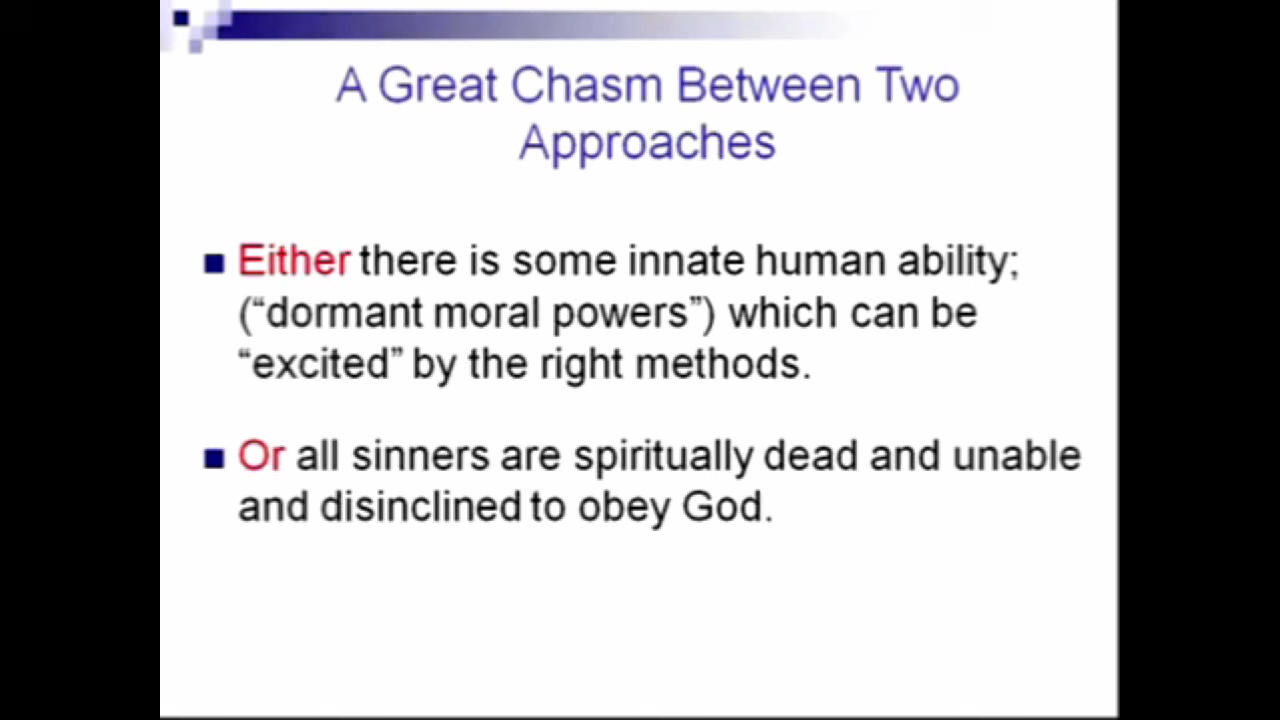 A Great Chasm Between Two
Approaches
Either there is some innate human ability;
(“dormant moral powers”) which can be
“excited” by the right methods.
Or all sinners are spiritually dead and unable
and disinclined to obey God.